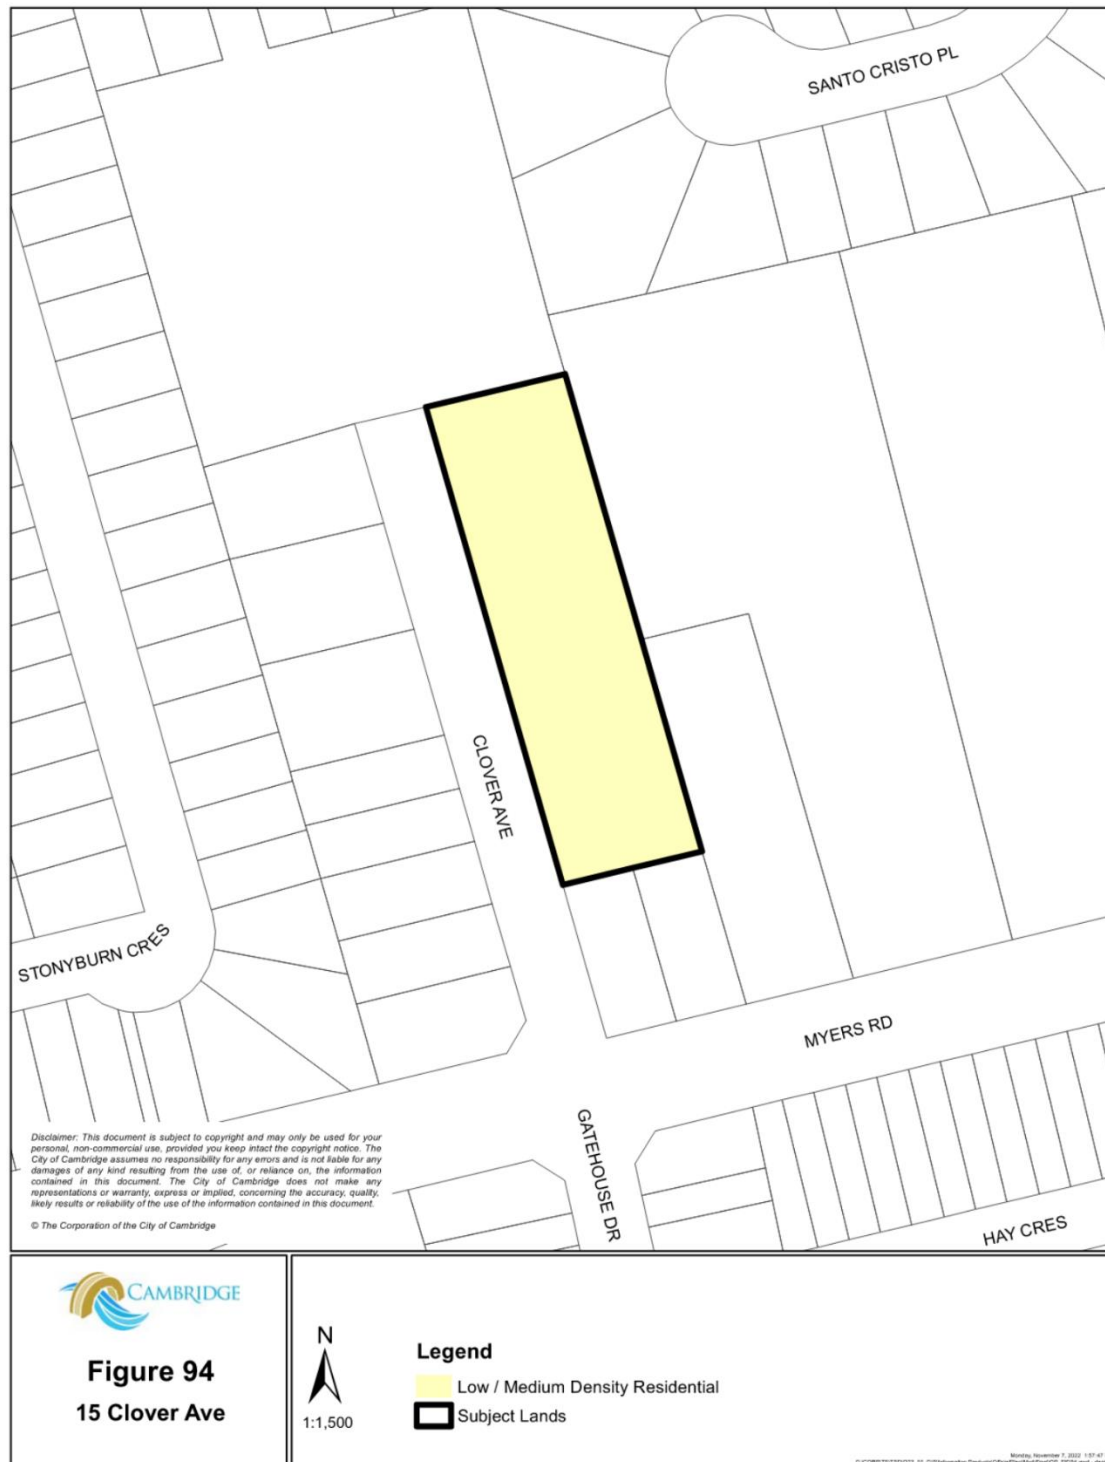 SANTO CRISTO PL
CLOVER AVE
STONYBURN CRES
MYERS RD
GATEHOUSE DR
HAY CRES
Disclaimer: This document is subject to copyright and may only be used for your
personal, non-commercial use, provided you keep intact the copyright notice. The
City of Cambridge assumes no responsibility for any errors and is not liable for any
damages of any kind resulting from the use of, or reliance on, the information
contained in this document. The City of Cambridge does not make any
representations or warranty, express or implied, concerning the accuracy, quality,
likely results or reliability of the use of the information contained in this document.
© The Corporation of the City of Cambridge
CAMBRIDGE
Figure 94
15 Clover Ave
N
1:1,500
Legend
Low / Medium Density Residential
Subject Lands
Monday, November 7, 2022